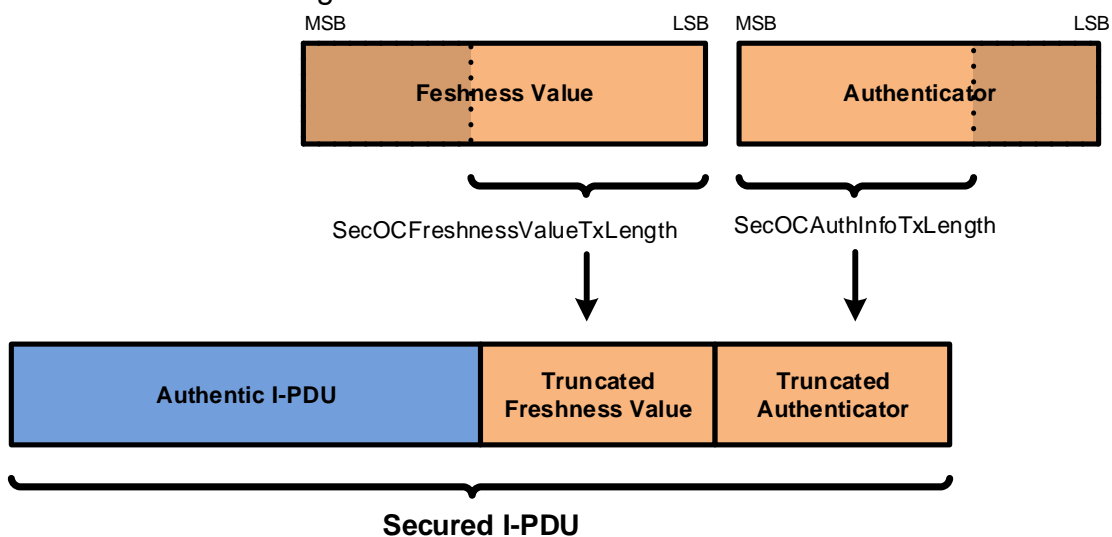 MSB LSB MSB LSB
Feshness Value Authenticator
SecOCFreshnessValueTxLength SecOCAuthInfoTxLength
Authentic I-PDU
Truncated
Freshness Value
Truncated
Authenticator
Secured I-PDU